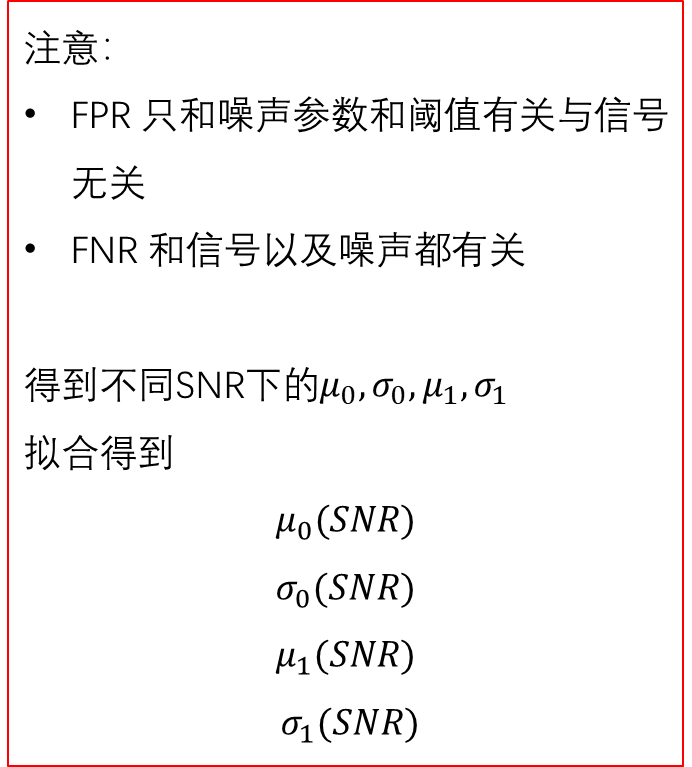 注意：
• FPR 只和噪声参数和阈值有关与信号
无关
• FNR 和信号以及噪声都有关
得到不同SNR下的𝜇₀, 𝜎₀, 𝜇₁, 𝜎₁
拟合得到
𝜇₀(𝑆𝑁𝑅)
𝜎₀(𝑆𝑁𝑅)
𝜇₁(𝑆𝑁𝑅)
𝜎₁(𝑆𝑁𝑅)